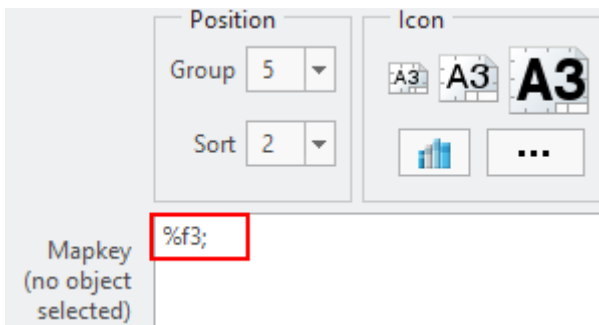 Position
Icon
Group 5
A3 A3 A3
Sort 2
...
%f3;
Mapkey
(no object
selected)